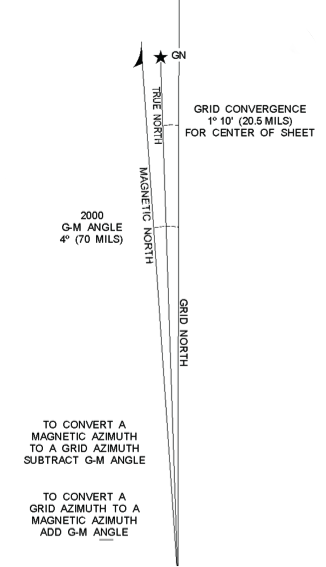 GN
TRUE NORTH
GRID CONVERGENCE
1º 10' (20.5 MILS)
FOR CENTER OF SHEET
MAGNETIC NORTH
2000
G-M ANGLE
4º (70 MILS)
GRID NORTH
TO CONVERT A
MAGNETIC AZIMUTH
TO A GRID AZIMUTH
SUBTRACT G-M ANGLE
TO CONVERT A
GRID AZIMUTH TO A
MAGNETIC AZIMUTH
ADD G-M ANGLE